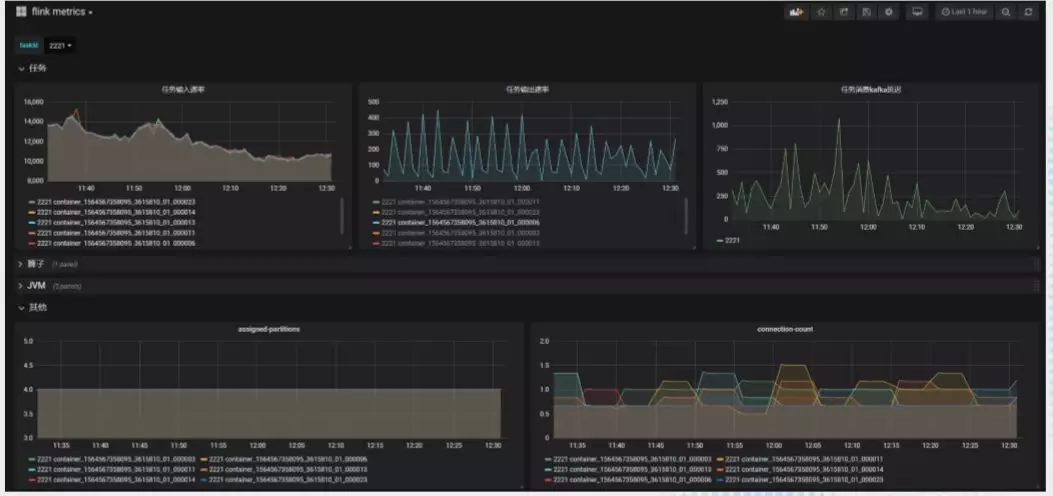 flink metrics
Last 1 hour
taskId 2221
任务
任务输入速率
16,000
14,000
12,000
10,000
8,000
11:40 11:50 12:00 12:10 12:20 12:30
2221 container_1564567358095_3615810_01_000023
2221 container_1564567358095_3615810_01_000014
2221 container_1564567358095_3615810_01_000013
2221 container_1564567358095_3615810_01_000011
2221 container_1564567358095_3615810_01_000006
任务输出速率
500
400
300
200
100
0
11:40 11:50 12:00 12:10 12:20 12:30
2221 container_1564567358095_3615810_01_000011
2221 container_1564567358095_3615810_01_000023
2221 container_1564567358095_3615810_01_000006
2221 container_1564567358095_3615810_01_000003
2221 container_1564567358095_3615810_01_000013
任务消费kafka延迟
1,250
1,000
750
500
250
0
11:40 11:50 12:00 12:10 12:20 12:30
2221
算子 (1 panel)
JVM (5 panels)
其他
assigned-partitions
5.0
4.5
4.0
3.5
3.0
11:35 11:40 11:45 11:50 11:55 12:00 12:05 12:10 12:15 12:20 12:25 12:30
2221 container_1564567358095_3615810_01_000003 2221 container_1564567358095_3615810_01_000006
2221 container_1564567358095_3615810_01_000011 2221 container_1564567358095_3615810_01_000013
2221 container_1564567358095_3615810_01_000014 2221 container_1564567358095_3615810_01_000023
connection-count
2.0
1.5
1.0
0.5
0
11:35 11:40 11:45 11:50 11:55 12:00 12:05 12:10 12:15 12:20 12:25 12:30
2221 container_1564567358095_3615810_01_000003 2221 container_1564567358095_3615810_01_000011
2221 container_1564567358095_3615810_01_000013 2221 container_1564567358095_3615810_01_000014
2221 container_1564567358095_3615810_01_000006 2221 container_1564567358095_3615810_01_000023